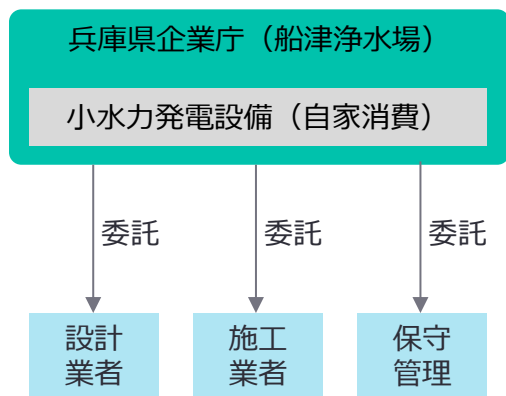 兵庫県企業庁（船津浄水場）
小水力発電設備（自家消費）
委託
委託
委託
設計
業者
施工
業者
保守
管理